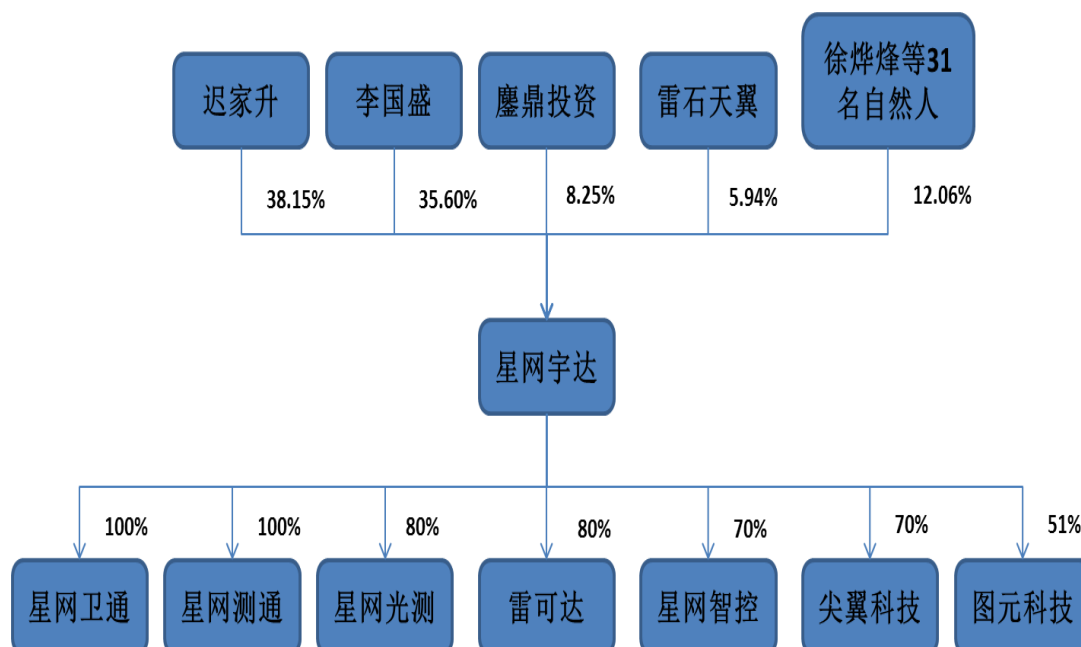 迟家升
李国盛
鏖鼎投资
雷石天翼
徐烨烽等31
名自然人
38.15%
35.60%
8.25%
5.94%
12.06%
星网宇达
100%
100%
80%
80%
70%
70%
51%
星网卫通
星网测通
星网光测
雷可达
星网智控
尖翼科技
图元科技